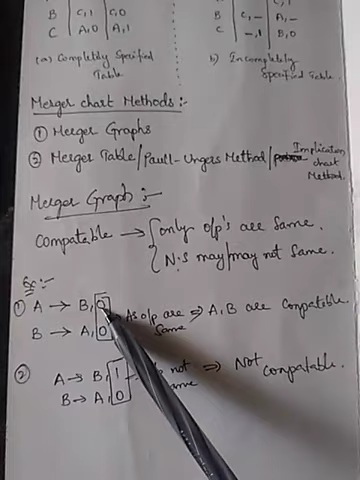 C,1
B C,1 C,0 B C,— A,—
C A,0 A,1 C —,1 B,0
(a) Completely Specified b) Incompletely
Table Specified Table.
Merger chart Methods :-
① Merger Graphs
② Merger Table/Paull-Ungers Method/ Implication
chart
Method.
Merger Graph :-
Compatable → only o/p's are same.
N.S may/may not same.
Ex:-
① A → B, 0 As o/p are ⇒ A, B are Compatible.
B → A, 0 Same
② A → B, 1 not ⇒ Not Compatable.
B → A, 0